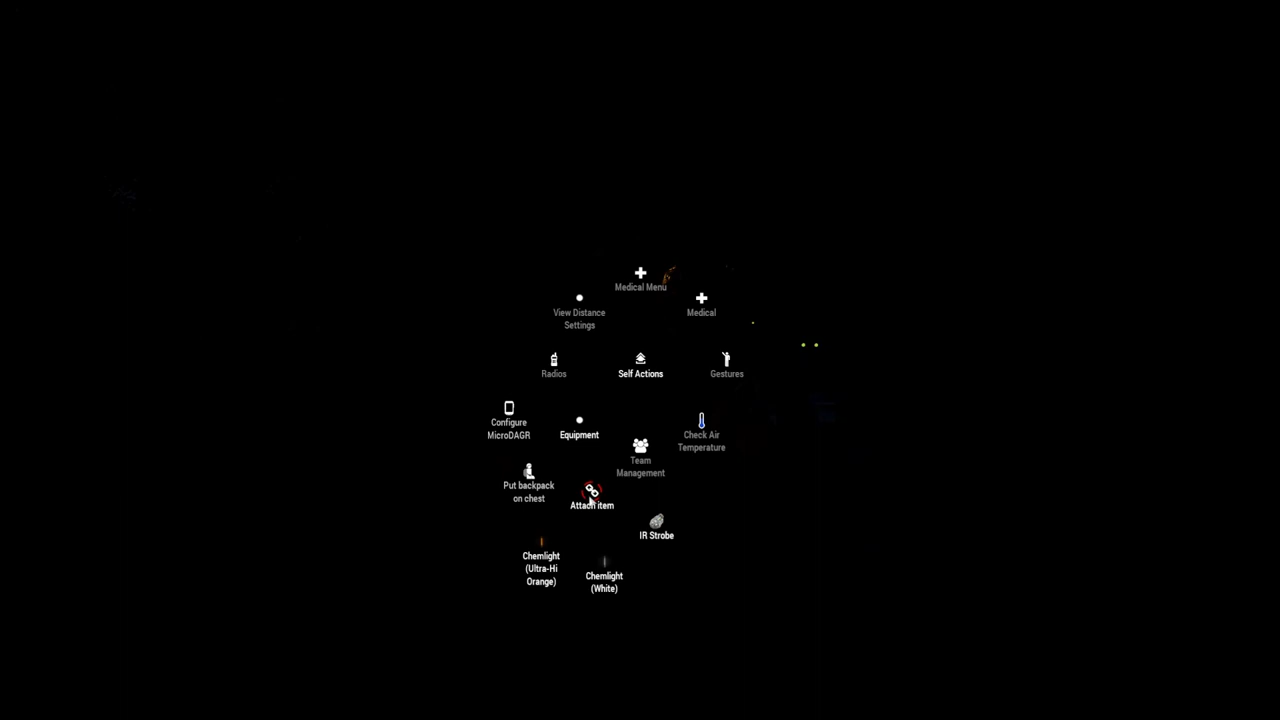 Medical Menu
View Distance
Settings
Medical
Radios
Self Actions
Gestures
Configure
MicroDAGR
Equipment
Check Air
Temperature
Team
Management
Put backpack
on chest
Attach item
IR Strobe
Chemlight
(Ultra-Hi
Orange)
Chemlight
(White)